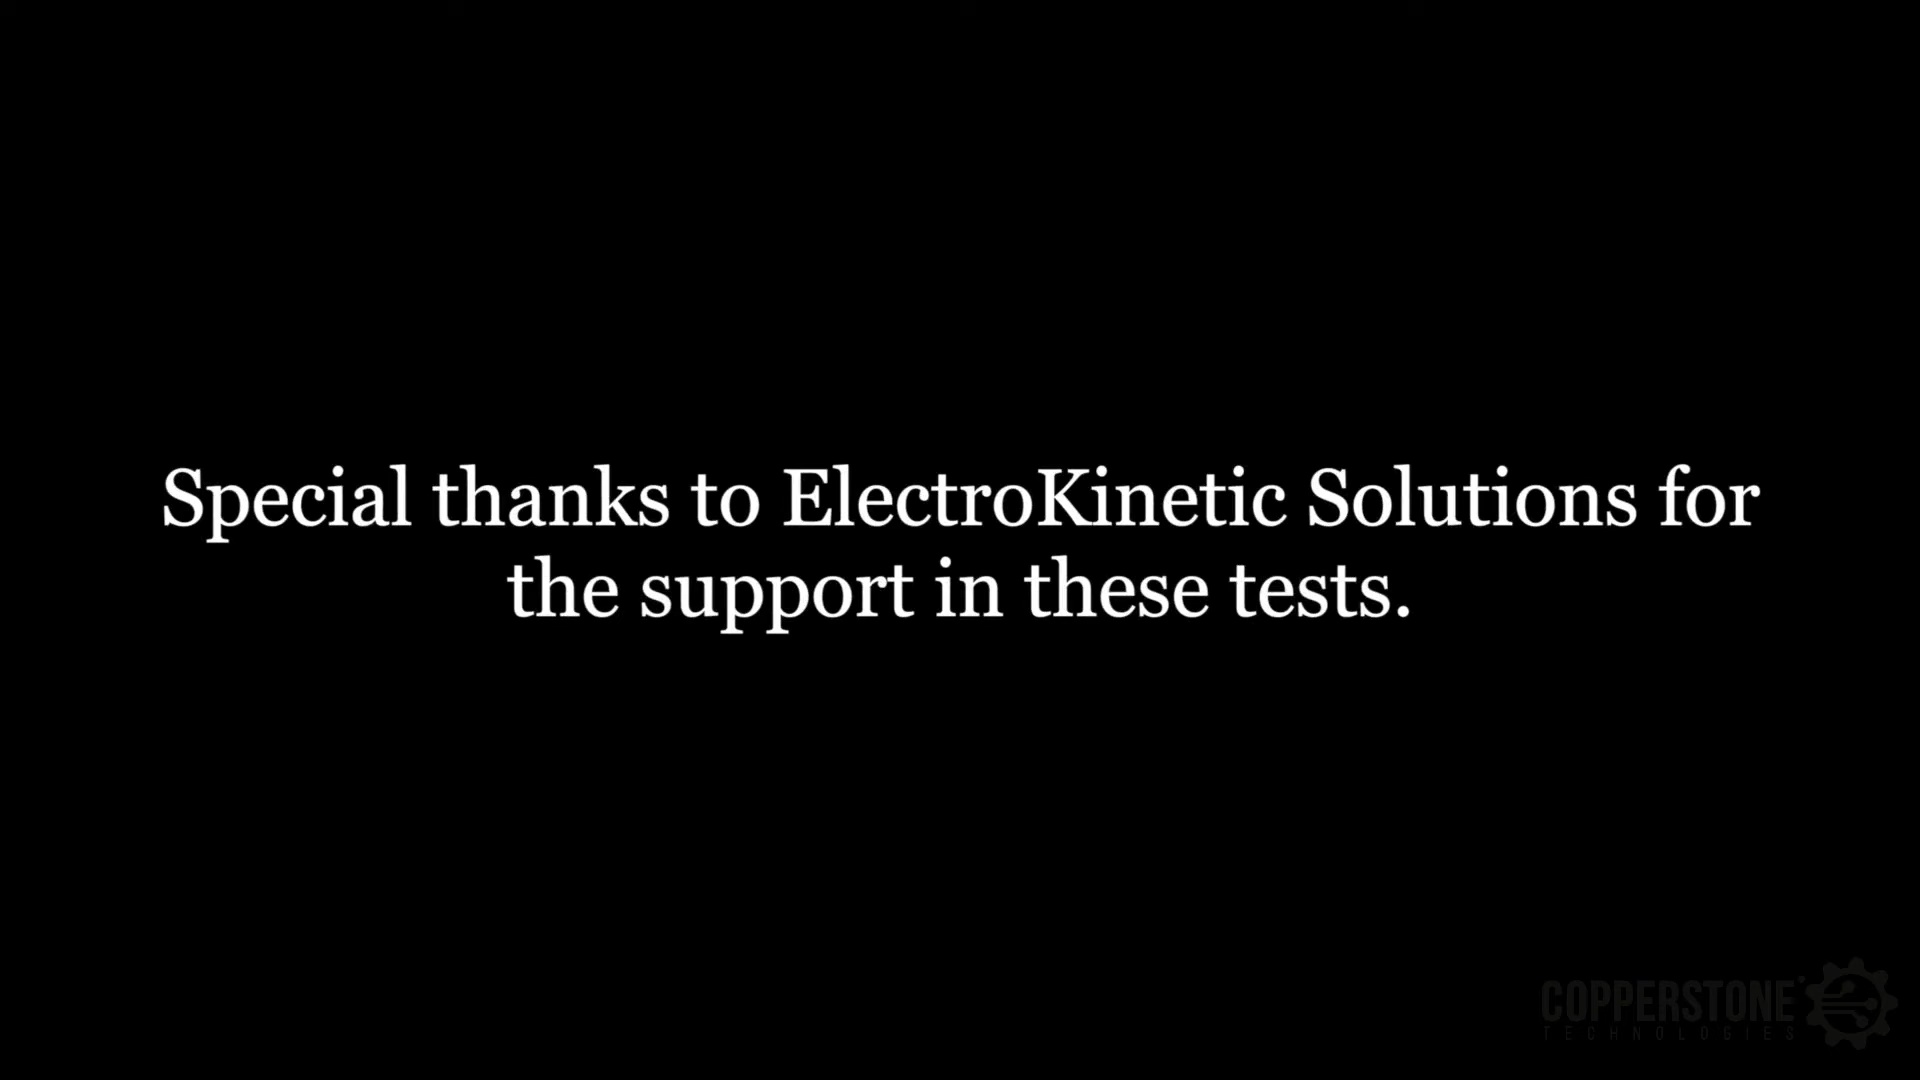 Special thanks to ElectroKinetic Solutions for
the support in these tests.
COPPERSTONE
TECHNOLOGIES